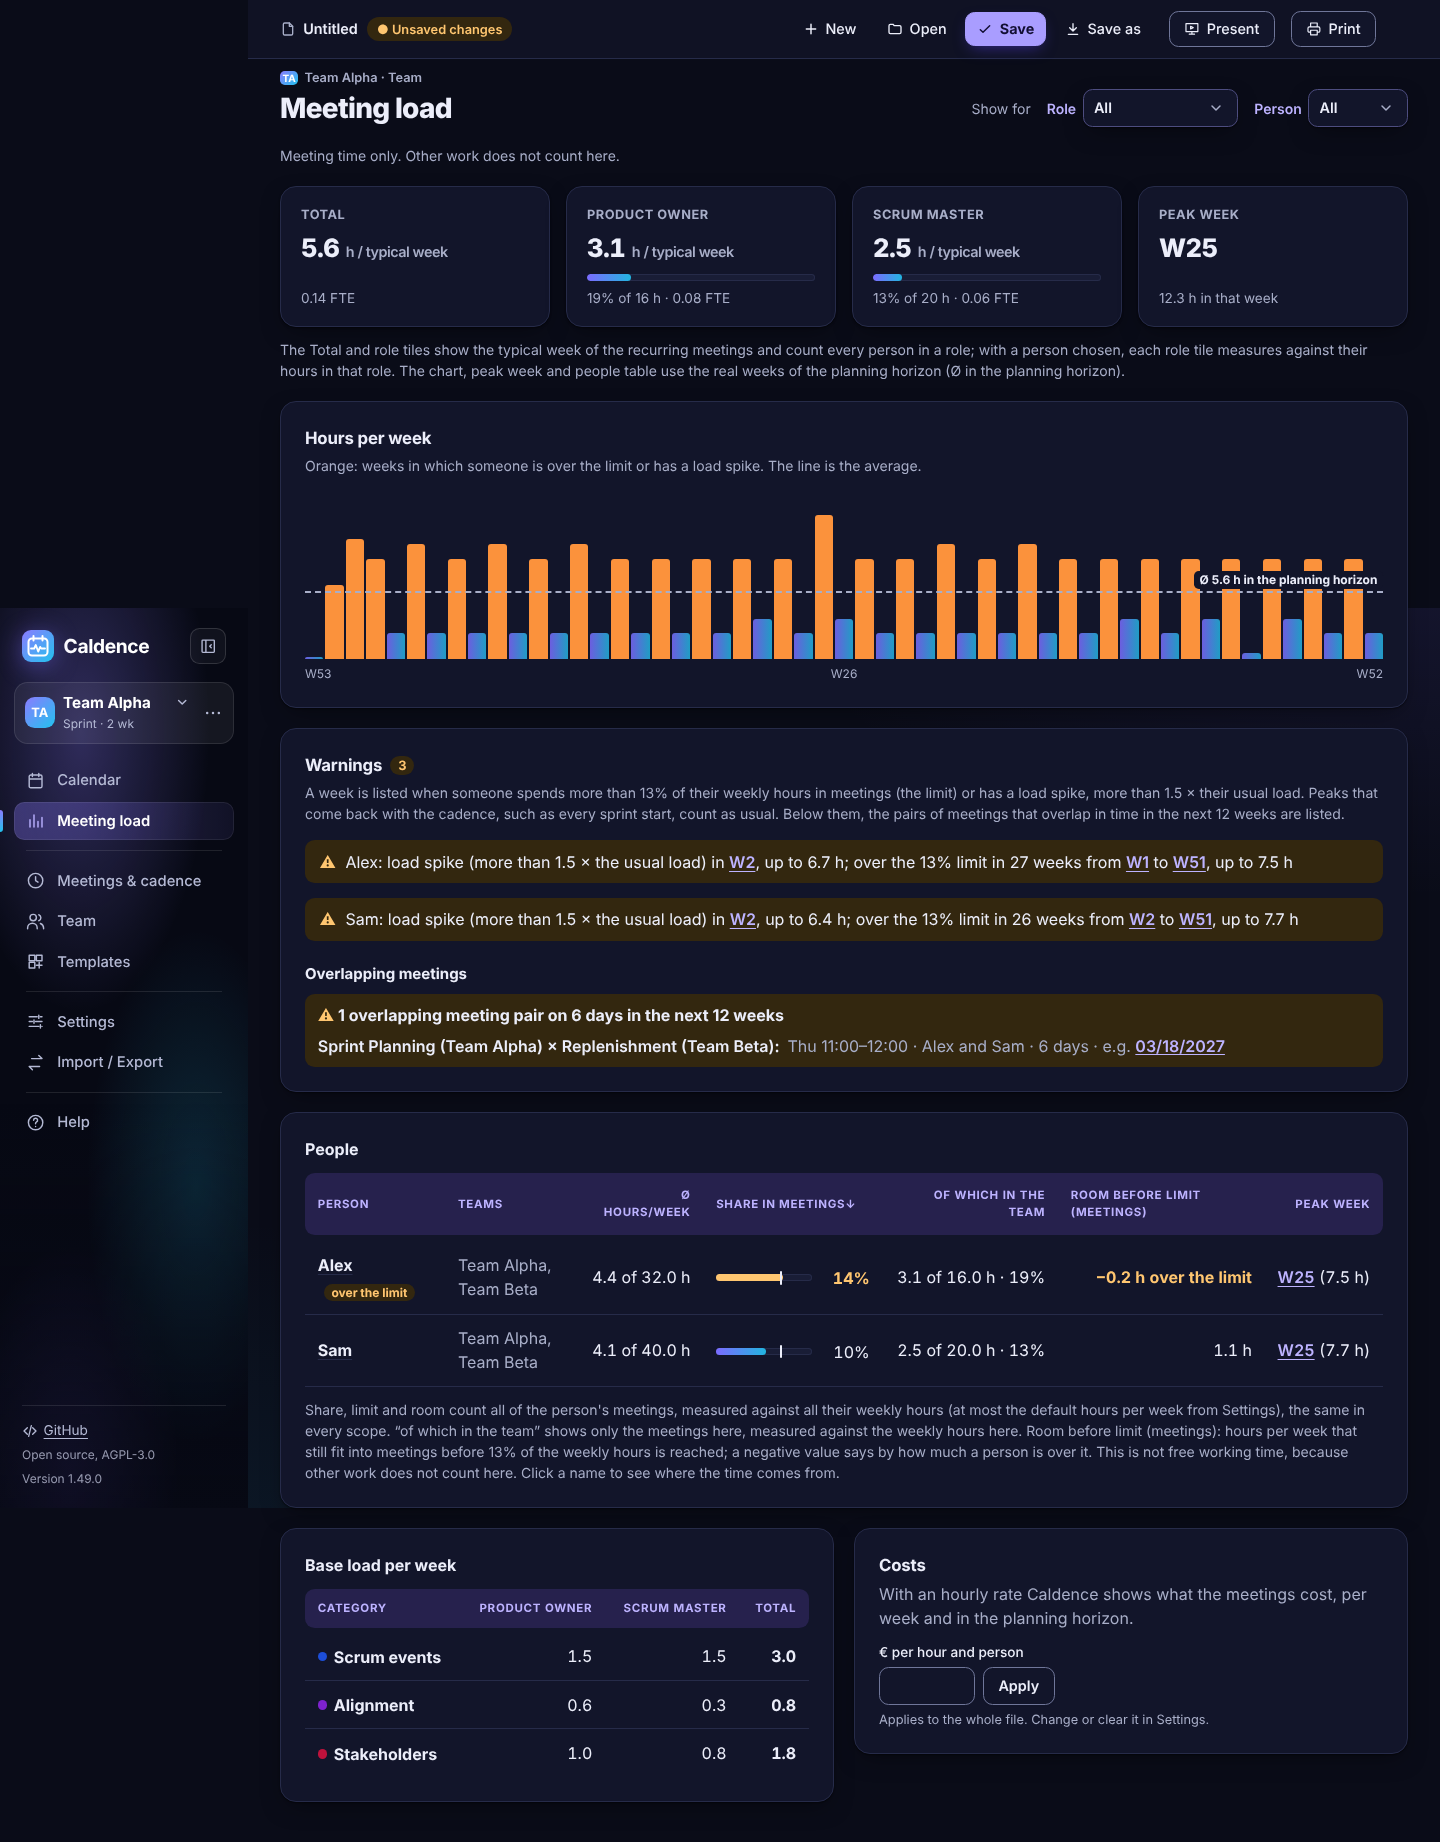 Untitled
Unsaved changes
New
Open
Save
Save as
Present
Print
TA Team Alpha · Team
Meeting load
Show for
Role
All
Person
All
Meeting time only. Other work does not count here.
TOTAL
5.6 h / typical week
0.14 FTE
PRODUCT OWNER
3.1 h / typical week
19% of 16 h · 0.08 FTE
SCRUM MASTER
2.5 h / typical week
13% of 20 h · 0.06 FTE
PEAK WEEK
W25
12.3 h in that week
The Total and role tiles show the typical week of the recurring meetings and count every person in a role; with a person chosen, each role tile measures against their
hours in that role. The chart, peak week and people table use the real weeks of the planning horizon (Ø in the planning horizon).
Hours per week
Orange: weeks in which someone is over the limit or has a load spike. The line is the average.
Ø 5.6 h in the planning horizon
W53
W26
W52
Caldence
TA
Team Alpha
Sprint · 2 wk
Calendar
Meeting load
Meetings & cadence
Team
Templates
Settings
Import / Export
Help
GitHub
Open source, AGPL-3.0
Version 1.49.0
Warnings 3
A week is listed when someone spends more than 13% of their weekly hours in meetings (the limit) or has a load spike, more than 1.5 × their usual load. Peaks that
come back with the cadence, such as every sprint start, count as usual. Below them, the pairs of meetings that overlap in time in the next 12 weeks are listed.
Alex: load spike (more than 1.5 × the usual load) in W2, up to 6.7 h; over the 13% limit in 27 weeks from W1 to W51, up to 7.5 h
Sam: load spike (more than 1.5 × the usual load) in W2, up to 6.4 h; over the 13% limit in 26 weeks from W2 to W51, up to 7.7 h
Overlapping meetings
1 overlapping meeting pair on 6 days in the next 12 weeks
Sprint Planning (Team Alpha) × Replenishment (Team Beta): Thu 11:00–12:00 · Alex and Sam · 6 days · e.g. 03/18/2027
People
PERSON
TEAMS
Ø
HOURS/WEEK
SHARE IN MEETINGS↓
OF WHICH IN THE
TEAM
ROOM BEFORE LIMIT
(MEETINGS)
PEAK WEEK
Alex
over the limit
Team Alpha,
Team Beta
4.4 of 32.0 h
14%
3.1 of 16.0 h · 19%
−0.2 h over the limit
W25 (7.5 h)
Sam
Team Alpha,
Team Beta
4.1 of 40.0 h
10%
2.5 of 20.0 h · 13%
1.1 h
W25 (7.7 h)
Share, limit and room count all of the person's meetings, measured against all their weekly hours (at most the default hours per week from Settings), the same in
every scope. “of which in the team” shows only the meetings here, measured against the weekly hours here. Room before limit (meetings): hours per week that
still fit into meetings before 13% of the weekly hours is reached; a negative value says by how much a person is over it. This is not free working time, because
other work does not count here. Click a name to see where the time comes from.
Base load per week
CATEGORY
PRODUCT OWNER
SCRUM MASTER
TOTAL
Scrum events
1.5
1.5
3.0
Alignment
0.6
0.3
0.8
Stakeholders
1.0
0.8
1.8
Costs
With an hourly rate Caldence shows what the meetings cost, per
week and in the planning horizon.
€ per hour and person
Apply
Applies to the whole file. Change or clear it in Settings.